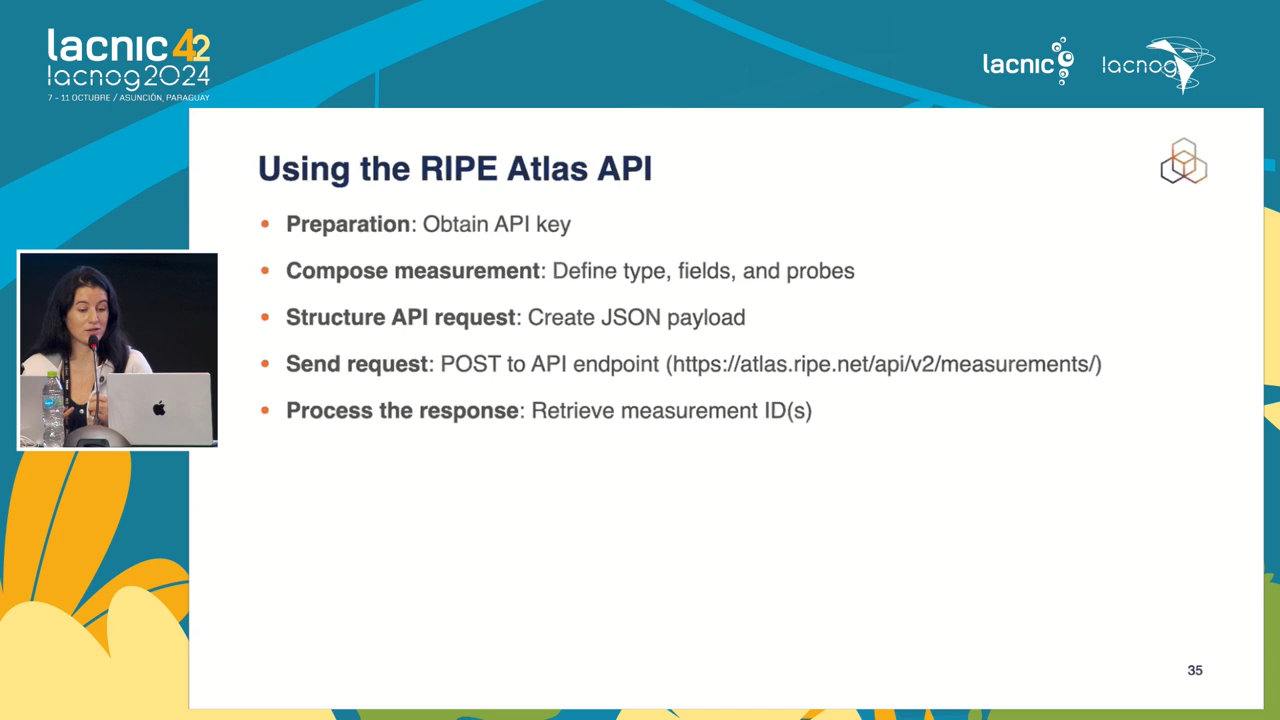 lacnic 42
lacnog2024
7 - 11 OCTUBRE / ASUNCIÓN, PARAGUAY
lacnic
lacnog
Using the RIPE Atlas API
• Preparation: Obtain API key
• Compose measurement: Define type, fields, and probes
• Structure API request: Create JSON payload
• Send request: POST to API endpoint (https://atlas.ripe.net/api/v2/measurements/)
• Process the response: Retrieve measurement ID(s)
35